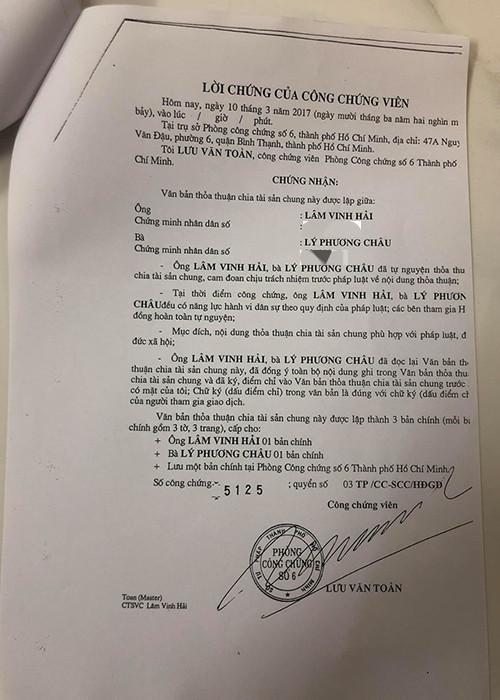 LỜI CHỨNG CỦA CÔNG CHỨNG VIÊN
Hôm nay, ngày 10 tháng 3 năm 2017 (ngày mười tháng ba năm hai nghìn m
bảy), vào lúc / giờ / phút.
Tại trụ sở Phòng công chứng số 6, thành phố Hồ Chí Minh, địa chỉ: 47A Nguy
Văn Đậu, phường 6, quận Bình Thạnh, thành phố Hồ Chí Minh.
Tôi LƯU VĂN TOÀN, công chứng viên Phòng Công chứng số 6 Thành phố
Chí Minh.
CHỨNG NHẬN:
Văn bản thỏa thuận chia tài sản chung này được lập giữa:
Ông : LÂM VINH HẢI
Chứng minh nhân dân số :
Bà : LÝ PHƯƠNG CHÂU
Chứng minh nhân dân số
- Ông LÂM VINH HẢI, bà LÝ PHƯƠNG CHÂU đã tự nguyện thỏa thu
chia tài sản chung, cam đoan chịu trách nhiệm trước pháp luật về nội dung thỏa thuận;
- Tại thời điểm công chứng, ông LÂM VINH HẢI, bà LÝ PHƯƠN
CHÂUđều có năng lực hành vi dân sự theo quy định của pháp luật; các bên tham gia H
đồng hoàn toàn tự nguyện;
- Mục đích, nội dung thỏa thuận chia tài sản chung phù hợp với pháp luật, đ
đức xã hội;
- Ông LÂM VINH HẢI, bà LÝ PHƯƠNG CHÂU đã đọc lại Văn bản th
thuận chia tài sản chung này, đã đồng ý toàn bộ nội dung ghi trong Văn bản thỏa thu
chia tài sản chung và đã ký, điểm chỉ vào Văn bản thỏa thuận chia tài sản chung trước
có mặt của tôi; Chữ ký (dấu điểm chỉ) trong văn bản là đúng với chữ ký (dấu điểm ch
của người tham gia giao dịch.
Văn bản thỏa thuận chia tài sản chung này được lập thành 3 bản chính (mỗi b
chính gồm 3 tờ, 3 trang), cấp cho:
+ Ông LÂM VINH HẢI 01 bản chính
+ Bà LÝ PHƯƠNG CHÂU 01 bản chính
+ Lưu một bản chính tại Phòng Công chứng số 6 Thành phố Hồ Chí Minh
Số công chứng 5125 ; quyển số 03 TP /CC-SCC/HĐGD
Công chứng viên
SỞ TƯ PHÁP THÀNH PHỐ HỒ CHÍ MINH
PHÒNG
CÔNG CHỨNG
SỐ 6
LƯU VĂN TOÀN
Toan (Master)
CTSVC Lâm Vinh Hải